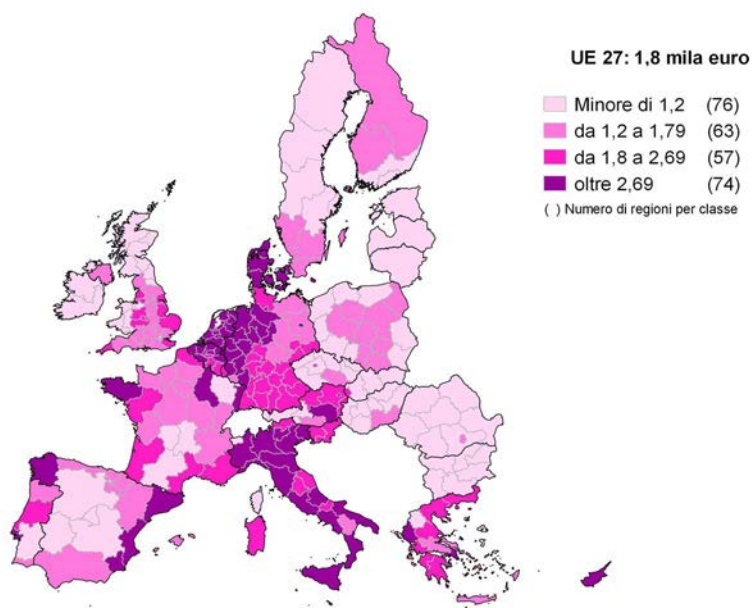 UE 27: 1,8 mila euro
Minore di 1,2 (76)
da 1,2 a 1,79 (63)
da 1,8 a 2,69 (57)
oltre 2,69 (74)
( ) Numero di regioni per classe